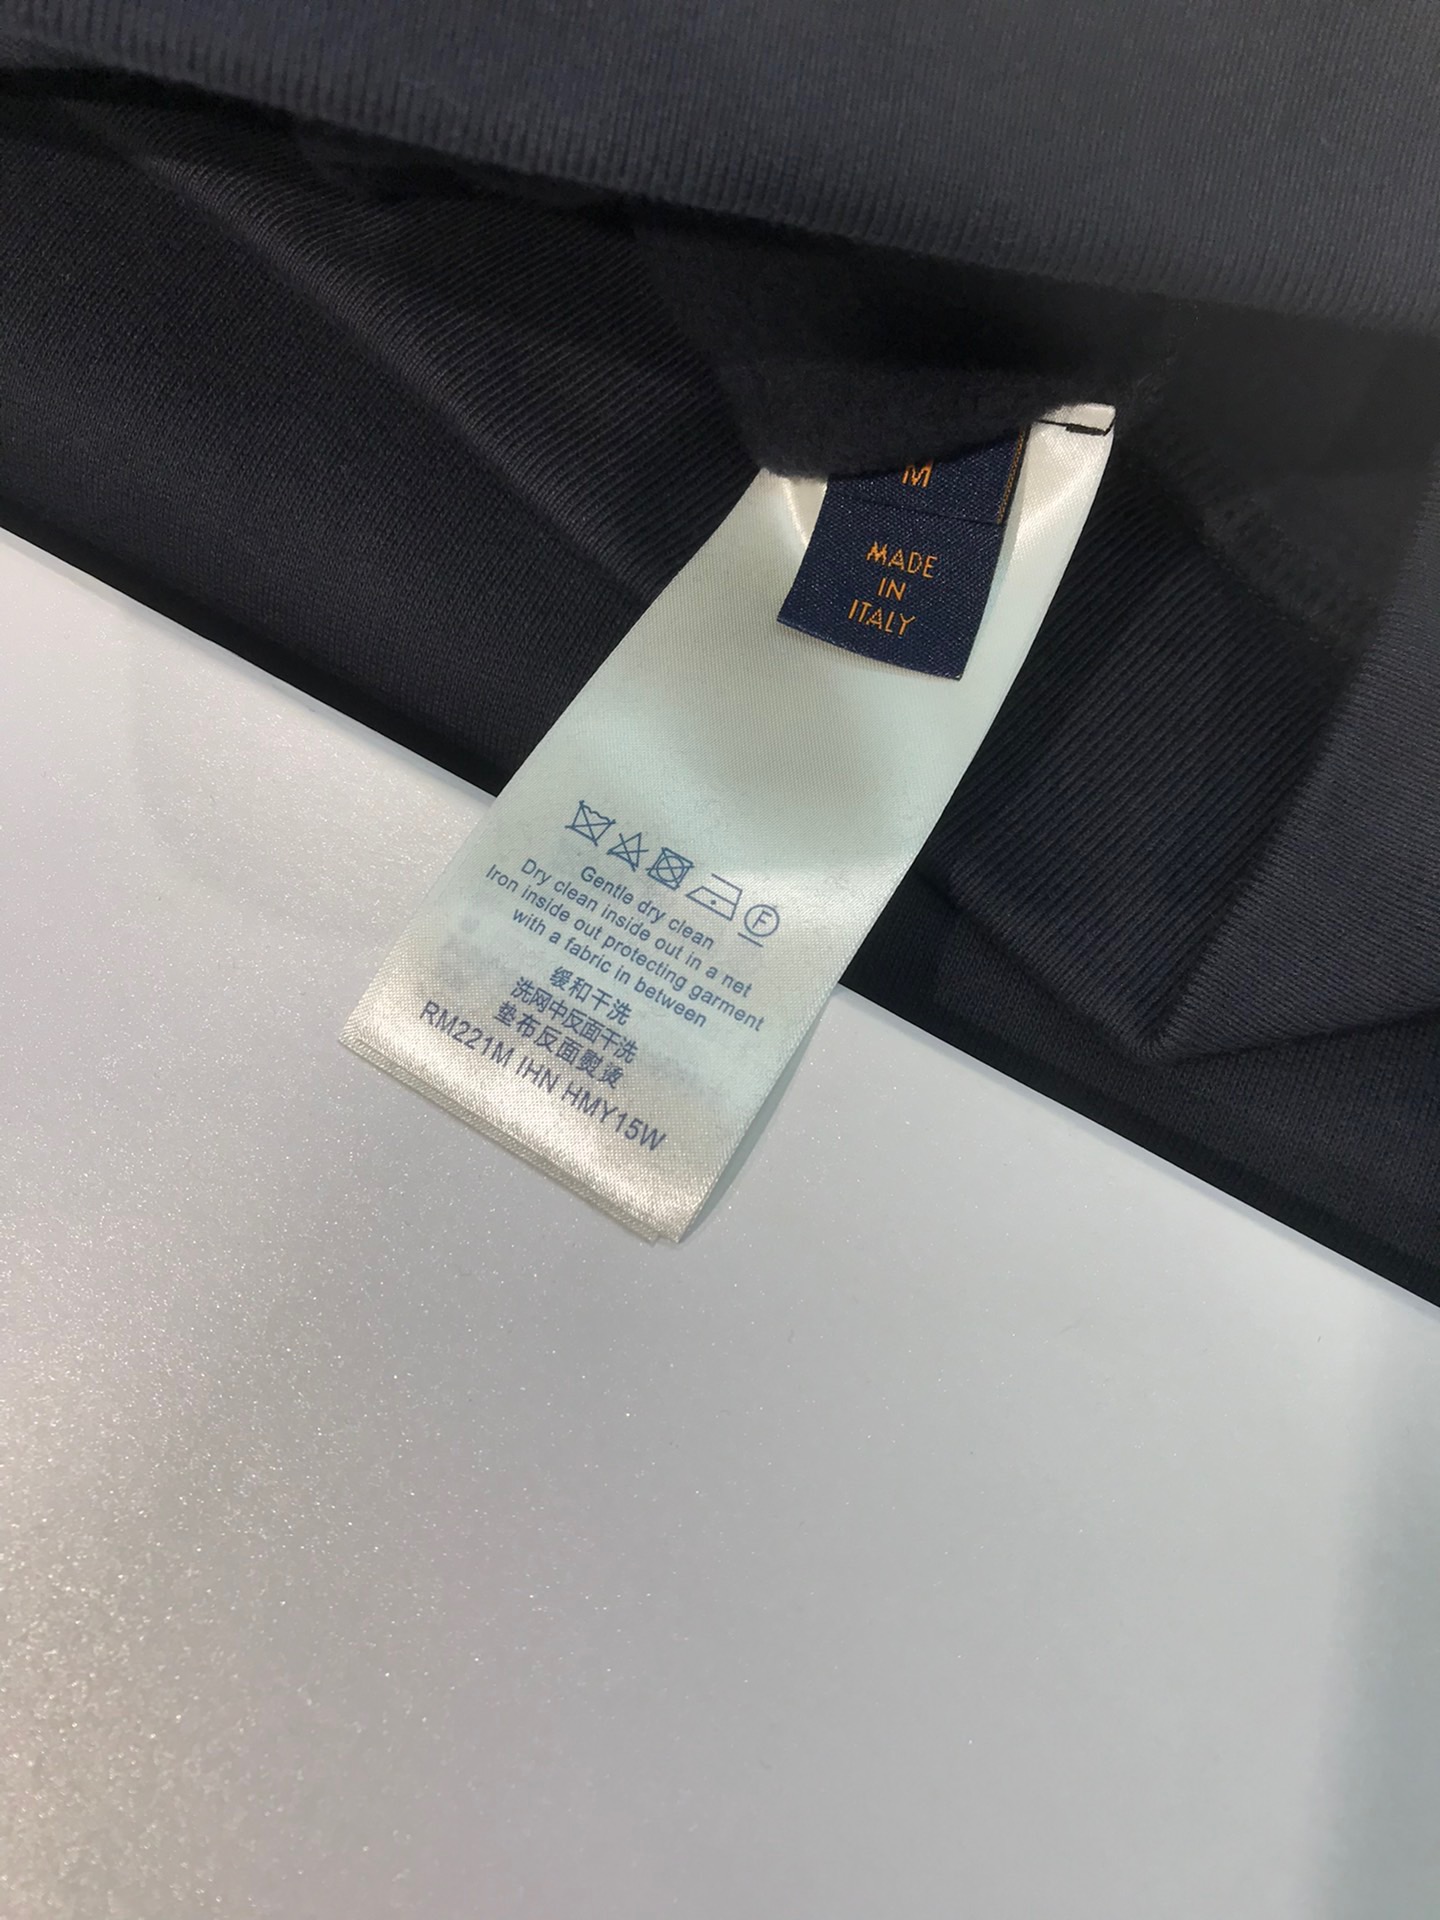 M
MADE
IN
ITALY
F
Gentle dry clean
Dry clean inside out in a net
Iron inside out protecting garment
with a fabric in between
缓和干洗
洗网中反面干洗
垫布反面熨烫
RM221M IHN HMY15W